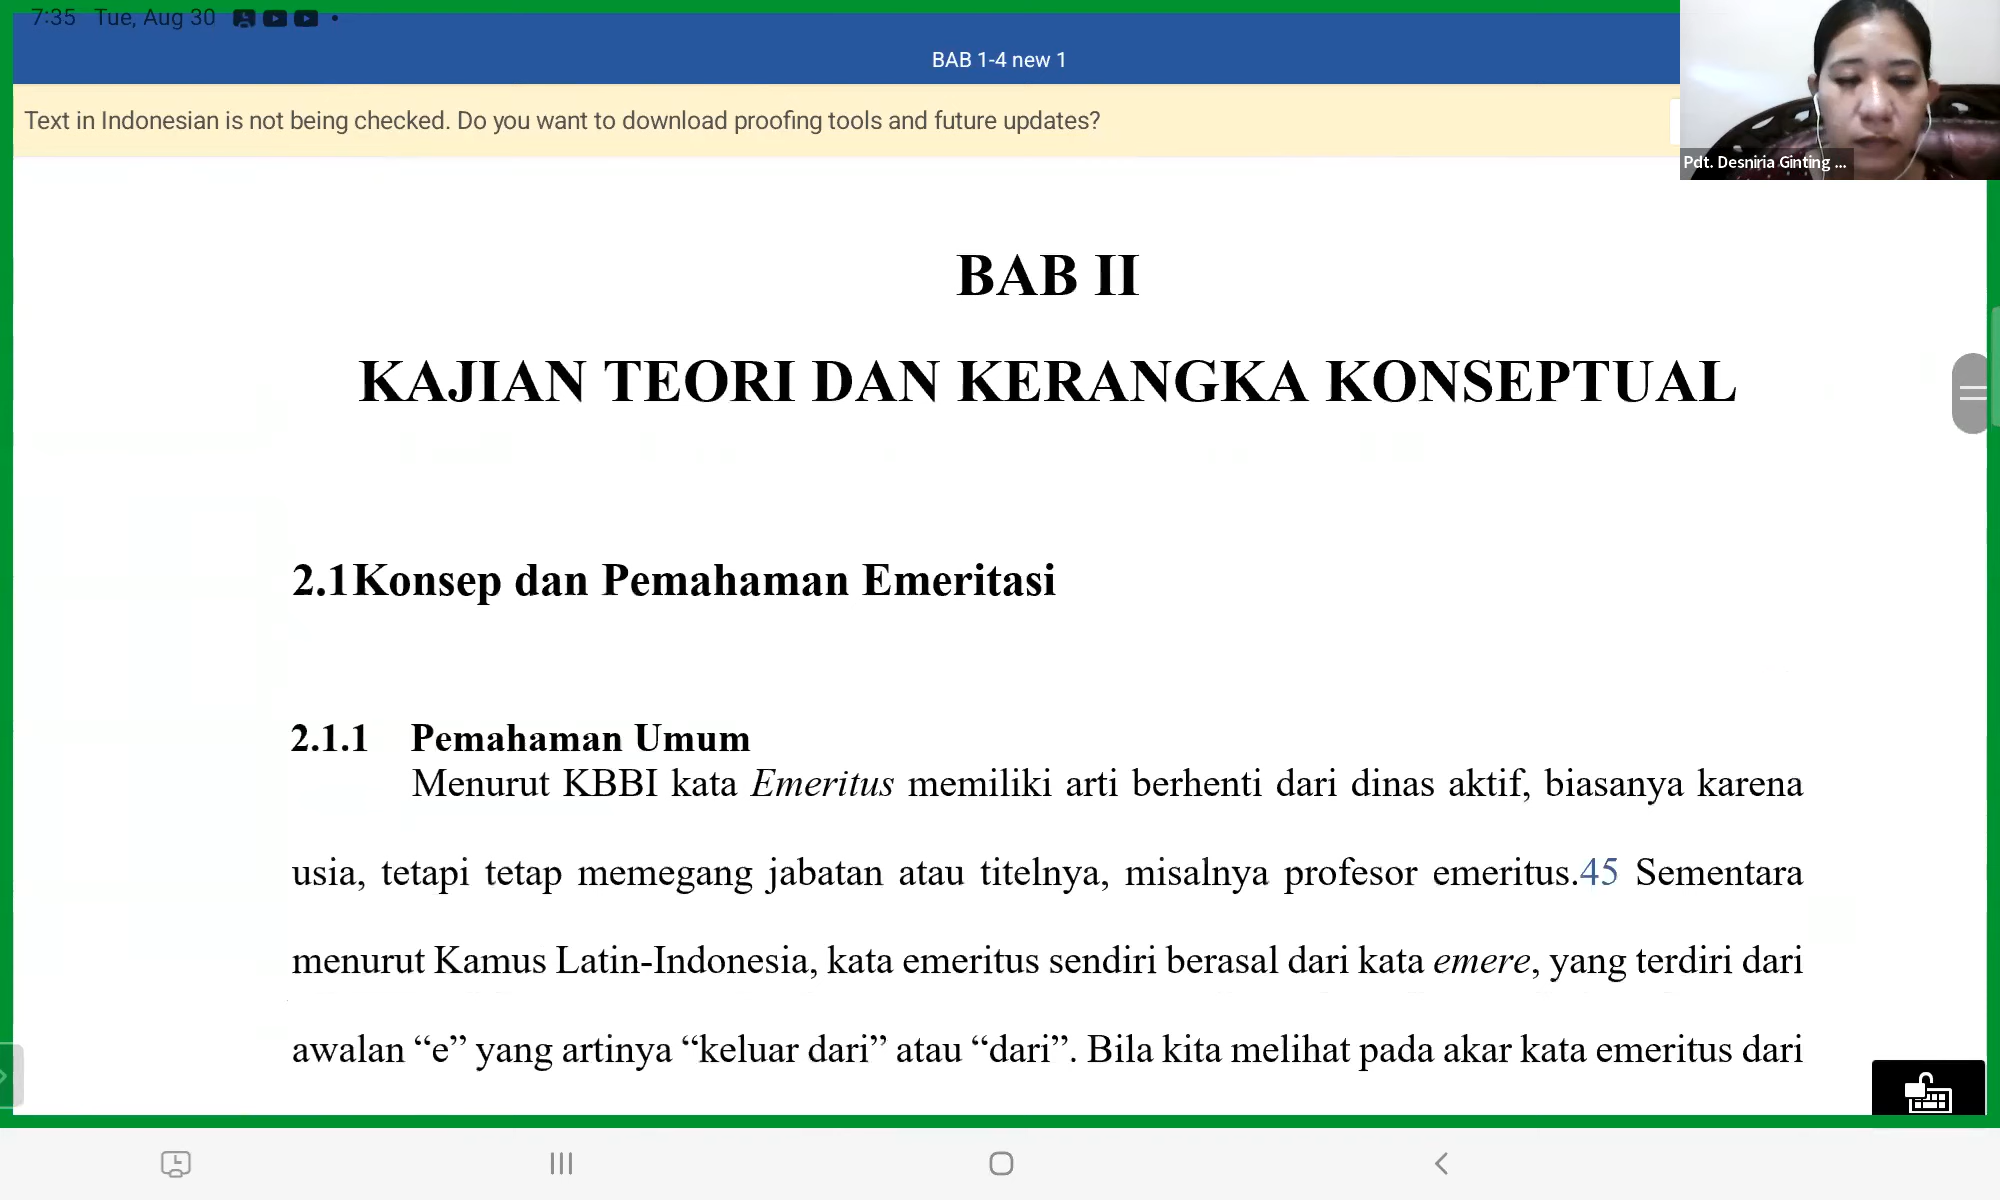 7:35 Tue, Aug 30
BAB 1-4 new 1
Text in Indonesian is not being checked. Do you want to download proofing tools and future updates?
Pdt. Desniria Ginting ...
BAB II
KAJIAN TEORI DAN KERANGKA KONSEPTUAL
2.1Konsep dan Pemahaman Emeritasi
2.1.1 Pemahaman Umum
Menurut KBBI kata Emeritus memiliki arti berhenti dari dinas aktif, biasanya karena
usia, tetapi tetap memegang jabatan atau titelnya, misalnya profesor emeritus.45 Sementara
menurut Kamus Latin-Indonesia, kata emeritus sendiri berasal dari kata emere, yang terdiri dari
awalan “e” yang artinya “keluar dari” atau “dari”. Bila kita melihat pada akar kata emeritus dari